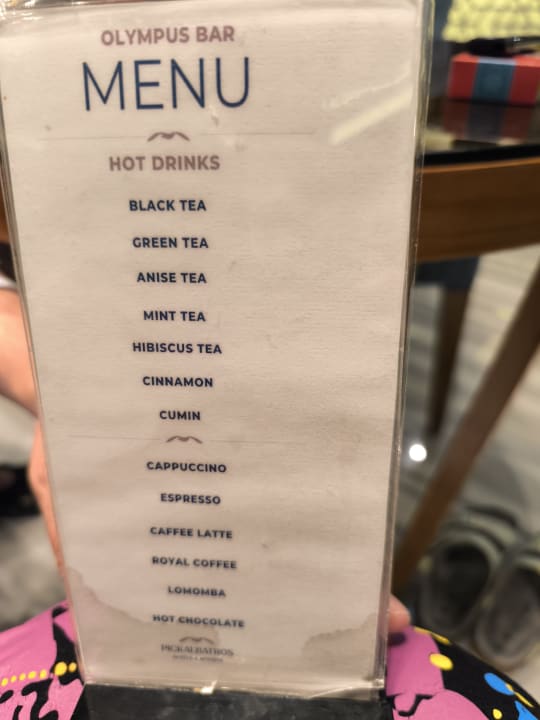 OLYMPUS BAR
MENU
HOT DRINKS
BLACK TEA
GREEN TEA
ANISE TEA
MINT TEA
HIBISCUS TEA
CINNAMON
CUMIN
CAPPUCCINO
ESPRESSO
CAFFEE LATTE
ROYAL COFFEE
LOMOMBA
HOT CHOCOLATE
PICKALBATROS